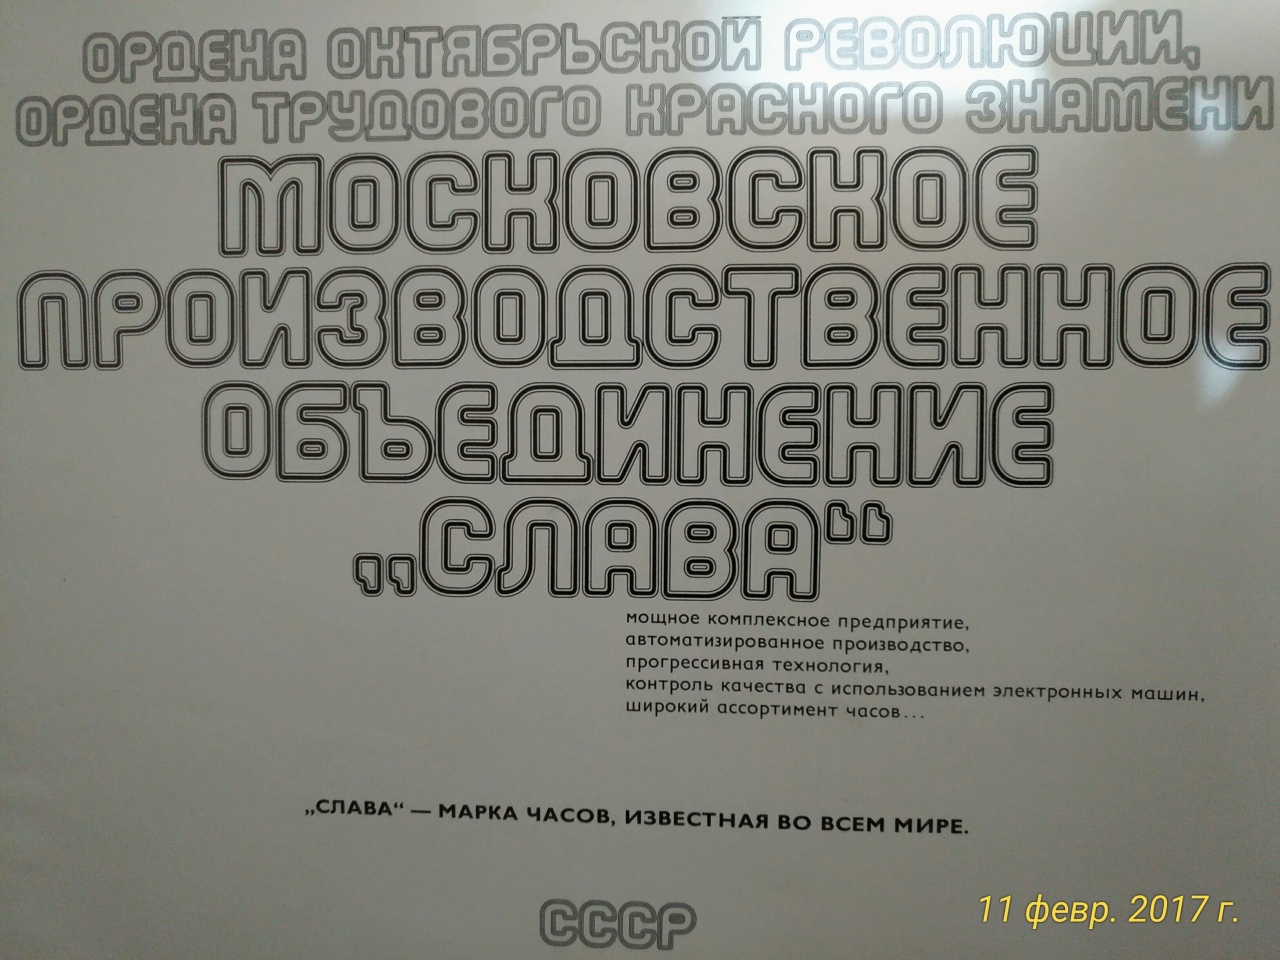 ОРДЕНА ОКТЯБРЬСКОЙ РЕВОЛЮЦИИ,
ОРДЕНА ТРУДОВОГО КРАСНОГО ЗНАМЕНИ
МОСКОВСКОЕ
ПРОИЗВОДСТВЕННОЕ
ОБЪЕДИНЕНИЕ
„СЛАВА“
мощное комплексное предприятие,
автоматизированное производство,
прогрессивная технология,
контроль качества с использованием электронных машин,
широкий ассортимент часов...
„СЛАВА“ — МАРКА ЧАСОВ, ИЗВЕСТНАЯ ВО ВСЕМ МИРЕ.
СССР
11 февр. 2017 г.